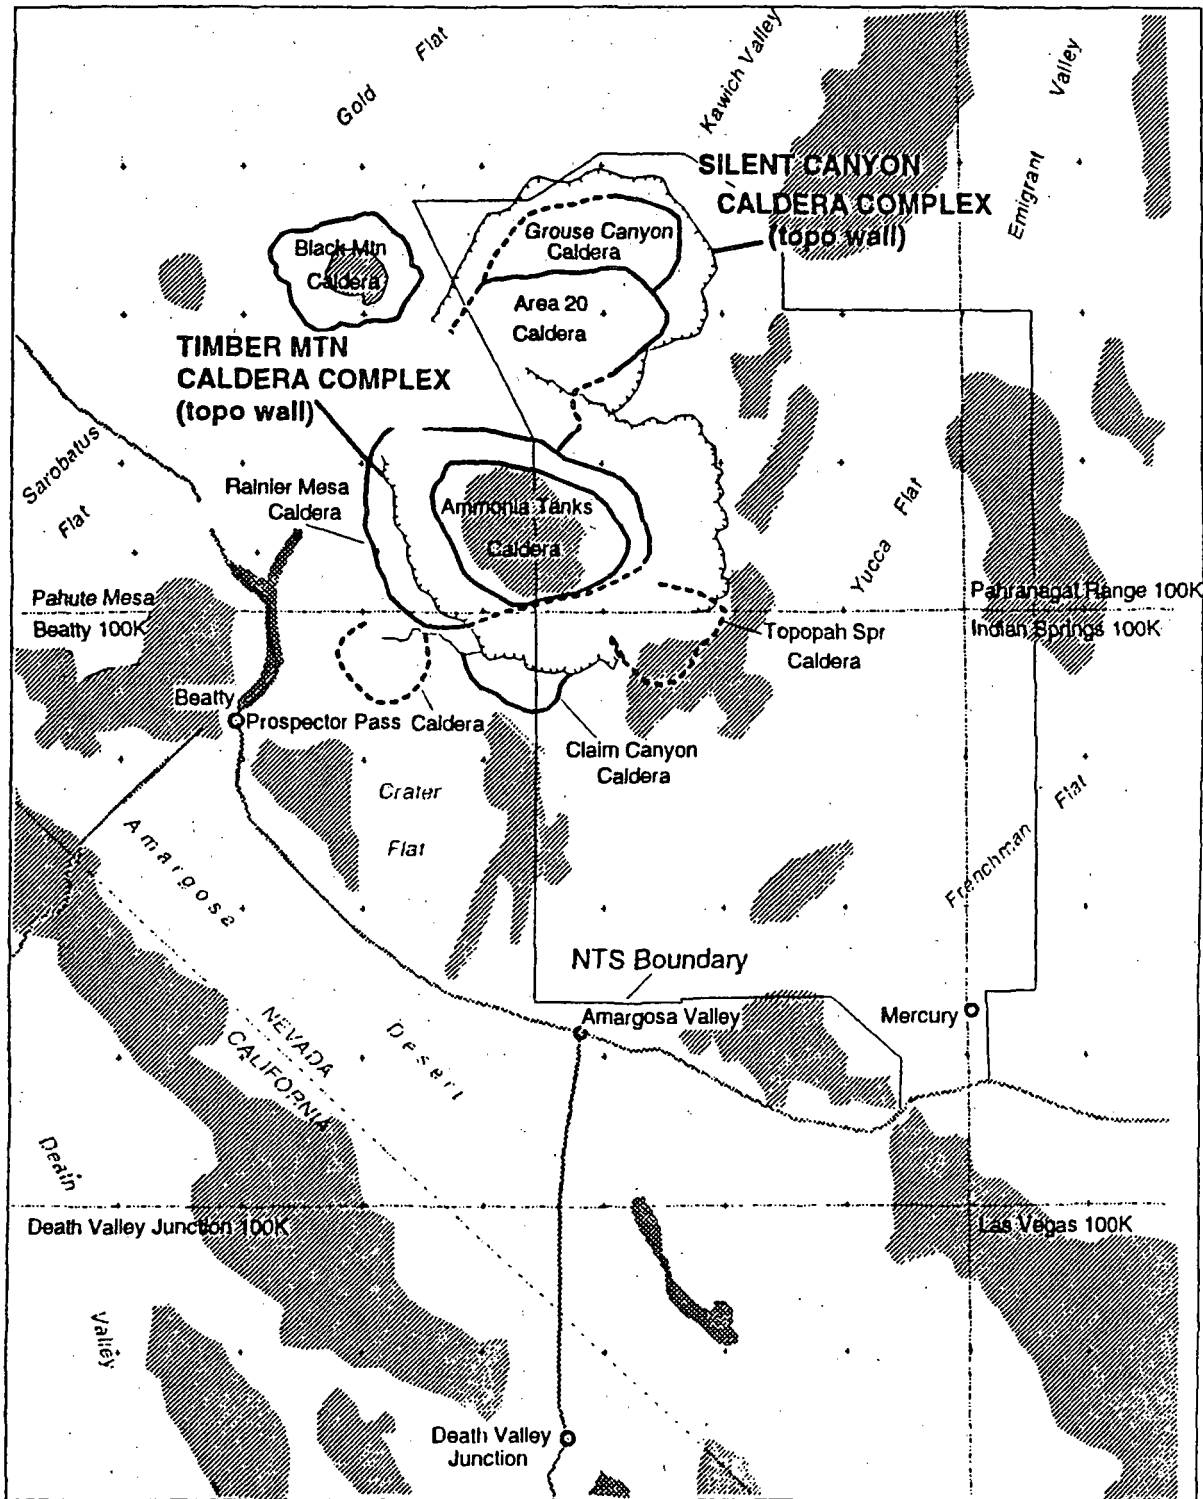 Gold Flat
Kawich Valley
Emigrant Valley
SILENT CANYON
CALDERA COMPLEX
(topo wall)
Grouse Canyon
Caldera
Black Mtn
Caldera
Area 20
Caldera
TIMBER MTN
CALDERA COMPLEX
(topo wall)
Sarobatus
Flat
Rainier Mesa
Caldera
Ammonia Tanks
Caldera
Yucca Flat
Pahute Mesa
Beatty 100K
Pahranagat Range 100K
Indian Springs 100K
Topopah Spr
Caldera
Beatty
Prospector Pass Caldera
Claim Canyon
Caldera
Crater
Flat
Amargosa
Desert
Frenchman Flat
NTS Boundary
Amargosa Valley
Mercury
NEVADA
CALIFORNIA
Death
Valley
Death Valley Junction 100K
Las Vegas 100K
Death Valley
Junction